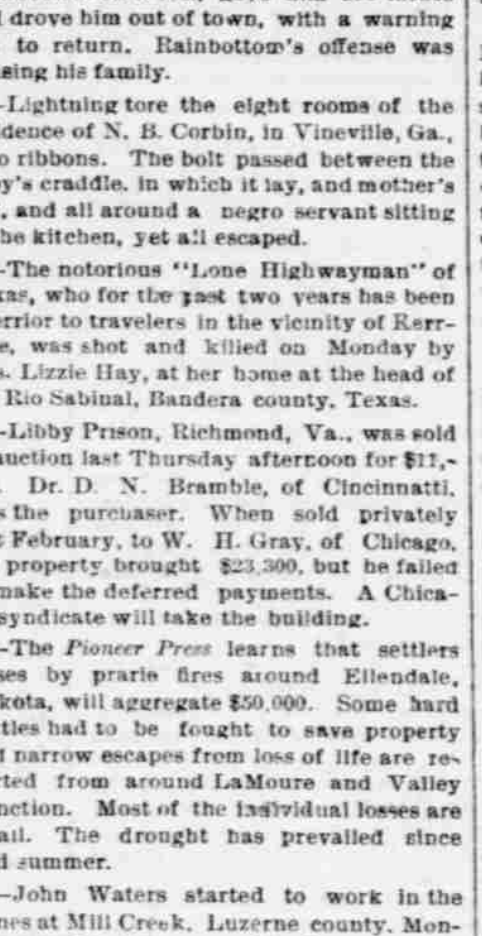 drove him out of town, with a warning
to return. Rainbottom's offense was
sing his family.
-Lightning tore the eight rooms of the
dence of N. B. Corbin, in Vineville, Ga.,
o ribbons. The bolt passed between the
y's craddle, in which it lay, and mother's
, and all around a negro servant sitting
he kitchen, yet all escaped.
-The notorious "Lone Highwayman" of
xas, who for the past two years has been
errior to travelers in the vicinity of Kerr-
e, was shot and killed on Monday by
s. Lizzie Hay, at her home at the head of
Rio Sabinal, Bandera county, Texas.
-Libby Prison, Richmond, Va., was sold
auction last Thursday afternoon for $11,-
. Dr. D. N. Bramble, of Cincinnatti,
s the purchaser. When sold privately
t February, to W. H. Gray, of Chicago,
property brought $23,300, but he failed
make the deferred payments. A Chica-
syndicate will take the building.
-The Pioneer Press learns that settlers
ses by prarie fires around Ellendale,
kota, will aggregate $50,000. Some hard
ttles had to be fought to save property
d narrow escapes from loss of life are re-
rted from around LaMoure and Valley
nction. Most of the individual losses are
all. The drought has prevailed since
d summer.
-John Waters started to work in the
nes at Mill Creek, Luzerne county, Mon-